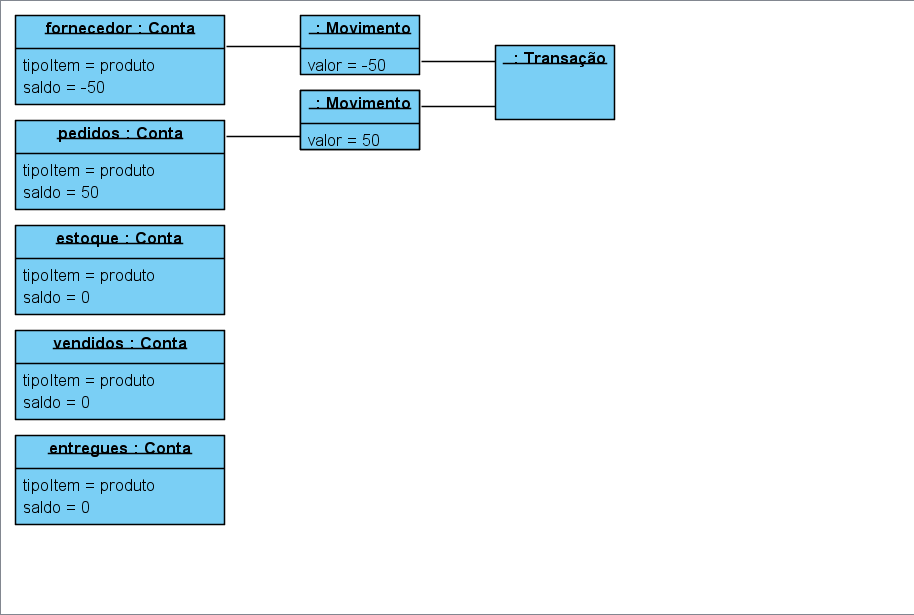 fornecedor : Conta
tipoItem = produto
saldo = -50
: Movimento
valor = -50
: Transação
: Movimento
valor = 50
pedidos : Conta
tipoItem = produto
saldo = 50
estoque : Conta
tipoItem = produto
saldo = 0
vendidos : Conta
tipoItem = produto
saldo = 0
entregues : Conta
tipoItem = produto
saldo = 0